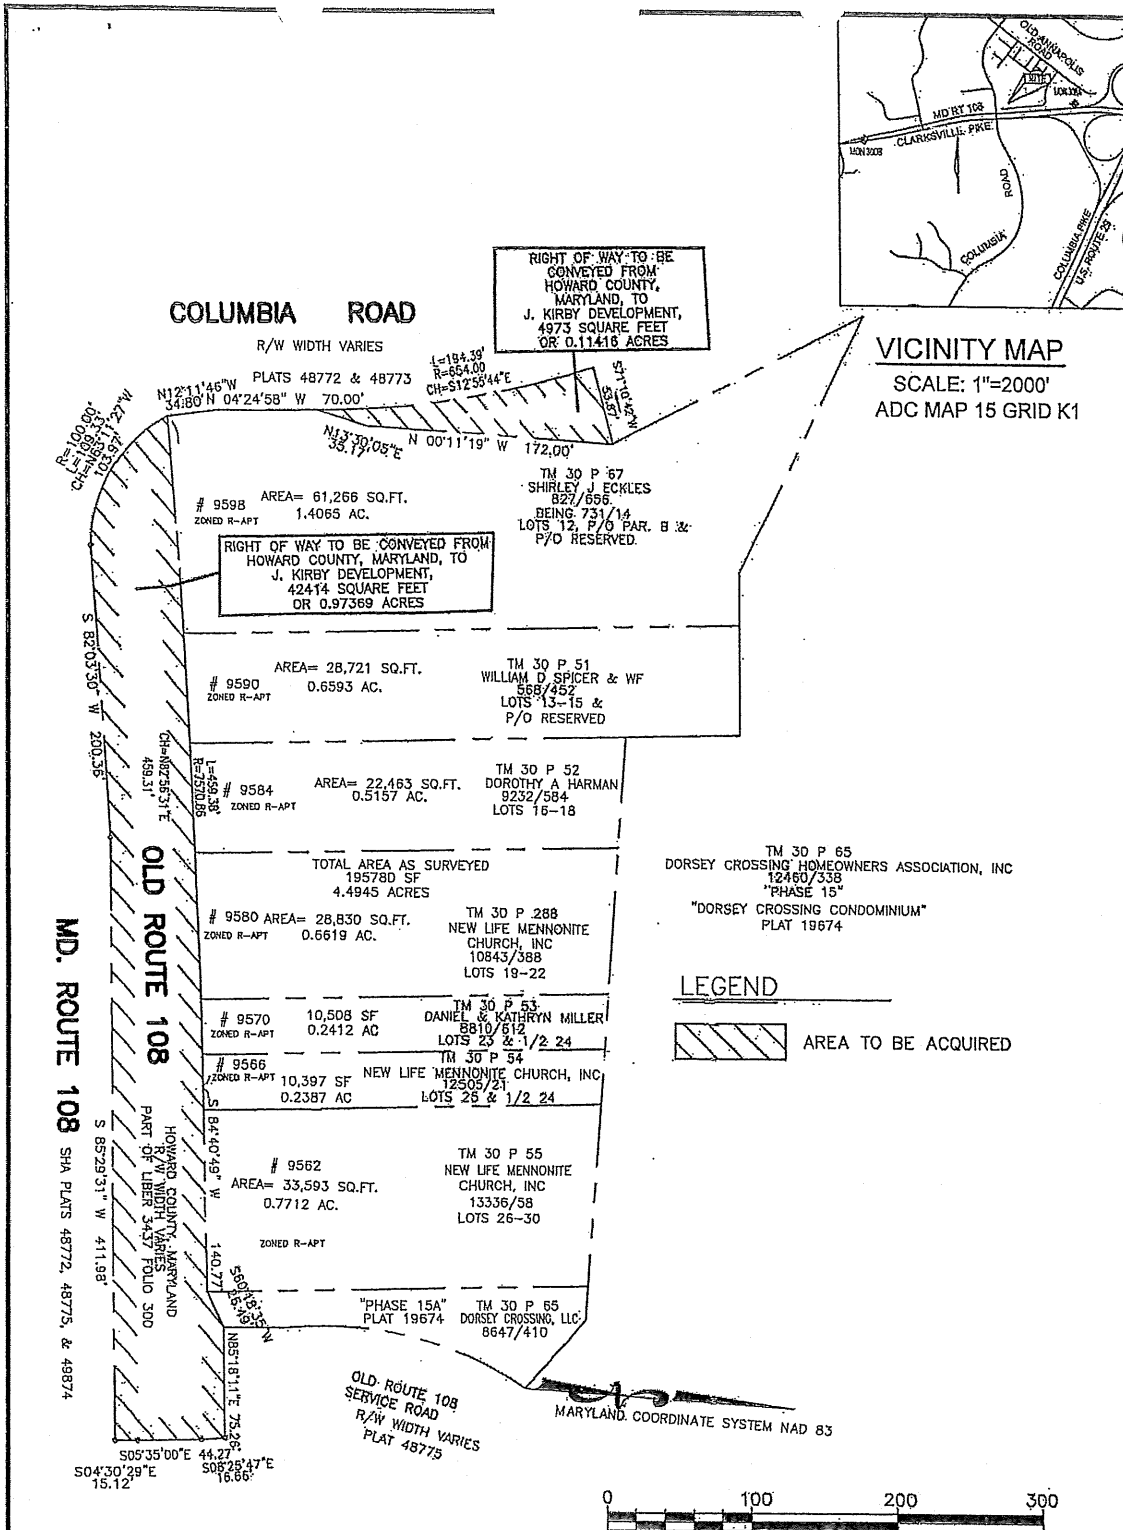 OLD ANNAPOLIS
ROAD
SITE
MD RT 108
CLARKSVILLE PIKE
ROAD
COLUMBIA
COLUMBIA PIKE
U.S. ROUTE 29
VICINITY MAP
SCALE: 1"=2000'
ADC MAP 15 GRID K1
RIGHT OF WAY TO BE
CONVEYED FROM
HOWARD COUNTY,
MARYLAND, TO
J. KIRBY DEVELOPMENT,
4973 SQUARE FEET
OR 0.11416 ACRES
COLUMBIA ROAD
R/W WIDTH VARIES
PLATS 48772 & 48773
L=184.39'
R=654.00
CH=S12°55'44"E
N12°11'46"W
34.80'
N 04°24'58" W 70.00'
S71°10'42"W
53.67'
N13°30'05"E
35.17'
N 00°11'19" W 172.00'
R=100.00'
L=109.33'
CH=N63°11'27"W
103.97'
TM 30 P 67
SHIRLEY J ECKLES
827/656
BEING 731/14
LOTS 12, P/O PAR. B &
P/O RESERVED
# 9598
ZONED R-APT
AREA= 61,266 SQ.FT.
1.4065 AC.
RIGHT OF WAY TO BE CONVEYED FROM
HOWARD COUNTY, MARYLAND, TO
J. KIRBY DEVELOPMENT,
42414 SQUARE FEET
OR 0.97369 ACRES
S 82°03'30" W 200.36'
# 9590
ZONED R-APT
AREA= 28,721 SQ.FT.
0.6593 AC.
TM 30 P 51
WILLIAM D SPICER & WF
568/452
LOTS 13-15 &
P/O RESERVED
CH=N82°56'31"E
459.31'
L=459.38'
R=7570.86
# 9584
ZONED R-APT
AREA= 22,463 SQ.FT.
0.5157 AC.
TM 30 P 52
DOROTHY A HARMAN
9232/584
LOTS 16-18
TOTAL AREA AS SURVEYED
195780 SF
4.4945 ACRES
# 9580
ZONED R-APT
AREA= 28,830 SQ.FT.
0.6619 AC.
TM 30 P 288
NEW LIFE MENNONITE
CHURCH, INC
10843/388
LOTS 19-22
TM 30 P 65
DORSEY CROSSING HOMEOWNERS ASSOCIATION, INC
12460/338
"PHASE 15"
"DORSEY CROSSING CONDOMINIUM"
PLAT 19674
LEGEND
AREA TO BE ACQUIRED
# 9570
ZONED R-APT
10,508 SF
0.2412 AC
TM 30 P 53
DANIEL & KATHRYN MILLER
8810/612
LOTS 23 & 1/2 24
# 9566
ZONED R-APT
10,397 SF
0.2387 AC
TM 30 P 54
NEW LIFE MENNONITE CHURCH, INC
12505/21
LOTS 25 & 1/2 24
OLD ROUTE 108
MD. ROUTE 108
SHA PLATS 48772, 48775, & 49874
HOWARD COUNTY, MARYLAND
R/W WIDTH VARIES
PART OF LIBER 3437 FOLIO 300
S 85°29'31" W 411.98'
S 84°40'49" W 140.77'
# 9562
AREA= 33,593 SQ.FT.
0.7712 AC.
ZONED R-APT
TM 30 P 55
NEW LIFE MENNONITE
CHURCH, INC
13336/58
LOTS 26-30
S60°18'35"W
26.49'
"PHASE 15A"
PLAT 19674
TM 30 P 65
DORSEY CROSSING, LLC
8647/410
N85°18'11"E 75.26'
OLD ROUTE 108
SERVICE ROAD
R/W WIDTH VARIES
PLAT 48775
MARYLAND COORDINATE SYSTEM NAD 83
S05°35'00"E 44.27'
S04°30'29"E
15.12'
S08°25'47"E
16.66'
0 100 200 300